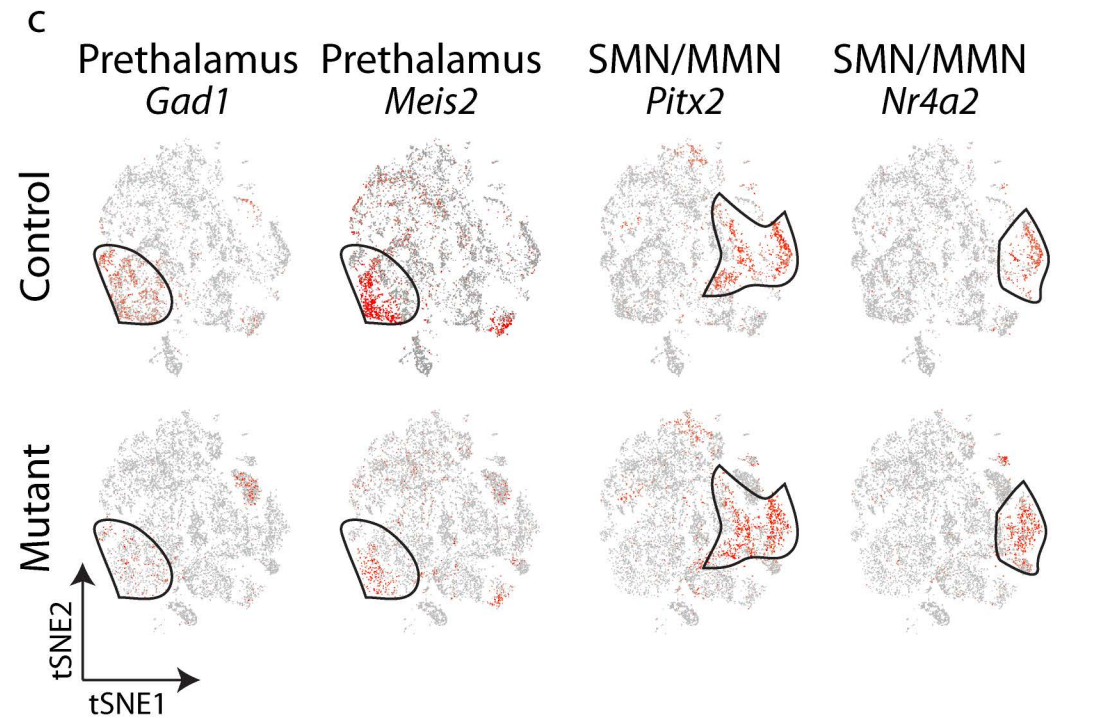 C
Prethalamus Prethalamus SMN/MMN SMN/MMN
Gad1 Meis2 Pitx2 Nr4a2
Control
Mutant
tSNE2
tSNE1